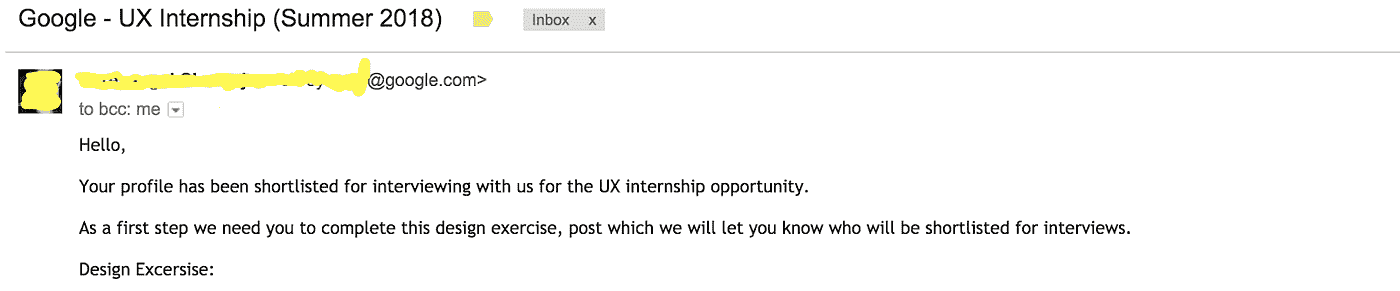 Google - UX Internship (Summer 2018) Inbox x
@google.com>
to bcc: me
Hello,
Your profile has been shortlisted for interviewing with us for the UX internship opportunity.
As a first step we need you to complete this design exercise, post which we will let you know who will be shortlisted for interviews.
Design Excersise: